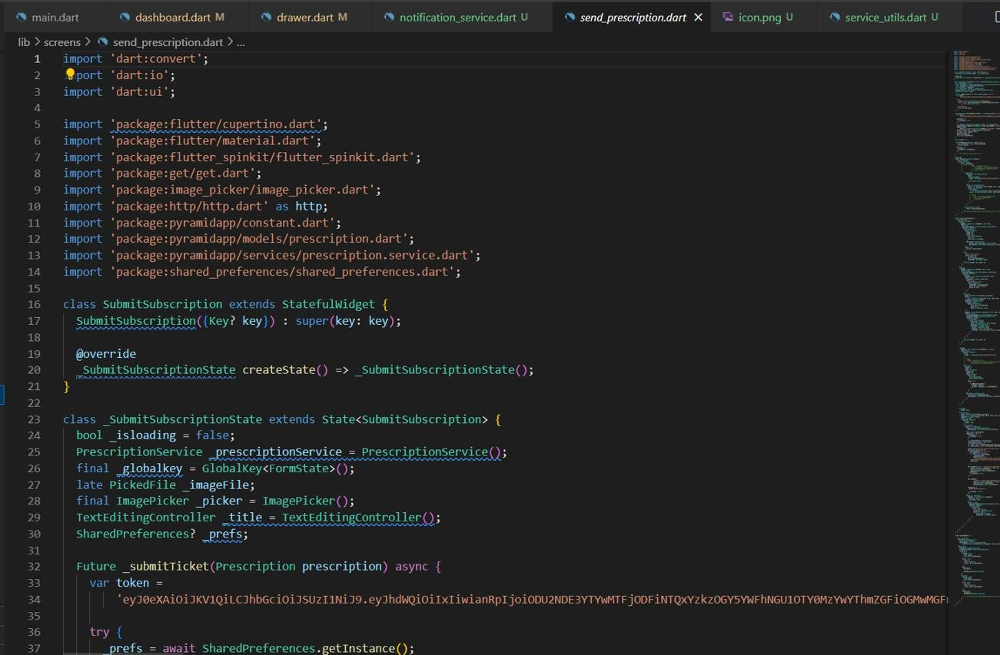 main.dart dashboard.dart M drawer.dart M notification_service.dart U send_prescription.dart icon.png U service_utils.dart U
lib > screens > send_prescription.dart > ...
1 import 'dart:convert';
2 port 'dart:io';
3 import 'dart:ui';
4
5 import 'package:flutter/cupertino.dart';
6 import 'package:flutter/material.dart';
7 import 'package:flutter_spinkit/flutter_spinkit.dart';
8 import 'package:get/get.dart';
9 import 'package:image_picker/image_picker.dart';
10 import 'package:http/http.dart' as http;
11 import 'package:pyramidapp/constant.dart';
12 import 'package:pyramidapp/models/prescription.dart';
13 import 'package:pyramidapp/services/prescription.service.dart';
14 import 'package:shared_preferences/shared_preferences.dart';
15
16 class SubmitSubscription extends StatefulWidget {
17 SubmitSubscription({Key? key}) : super(key: key);
18
19 @override
20 _SubmitSubscriptionState createState() => _SubmitSubscriptionState();
21 }
22
23 class _SubmitSubscriptionState extends State<SubmitSubscription> {
24 bool _isloading = false;
25 PrescriptionService _prescriptionService = PrescriptionService();
26 final _globalkey = GlobalKey<FormState>();
27 late PickedFile _imageFile;
28 final ImagePicker _picker = ImagePicker();
29 TextEditingController _title = TextEditingController();
30 SharedPreferences? _prefs;
31
32 Future _submitTicket(Prescription prescription) async {
33 var token =
34
35
36 try {
37 _prefs = await SharedPreferences.getInstance();